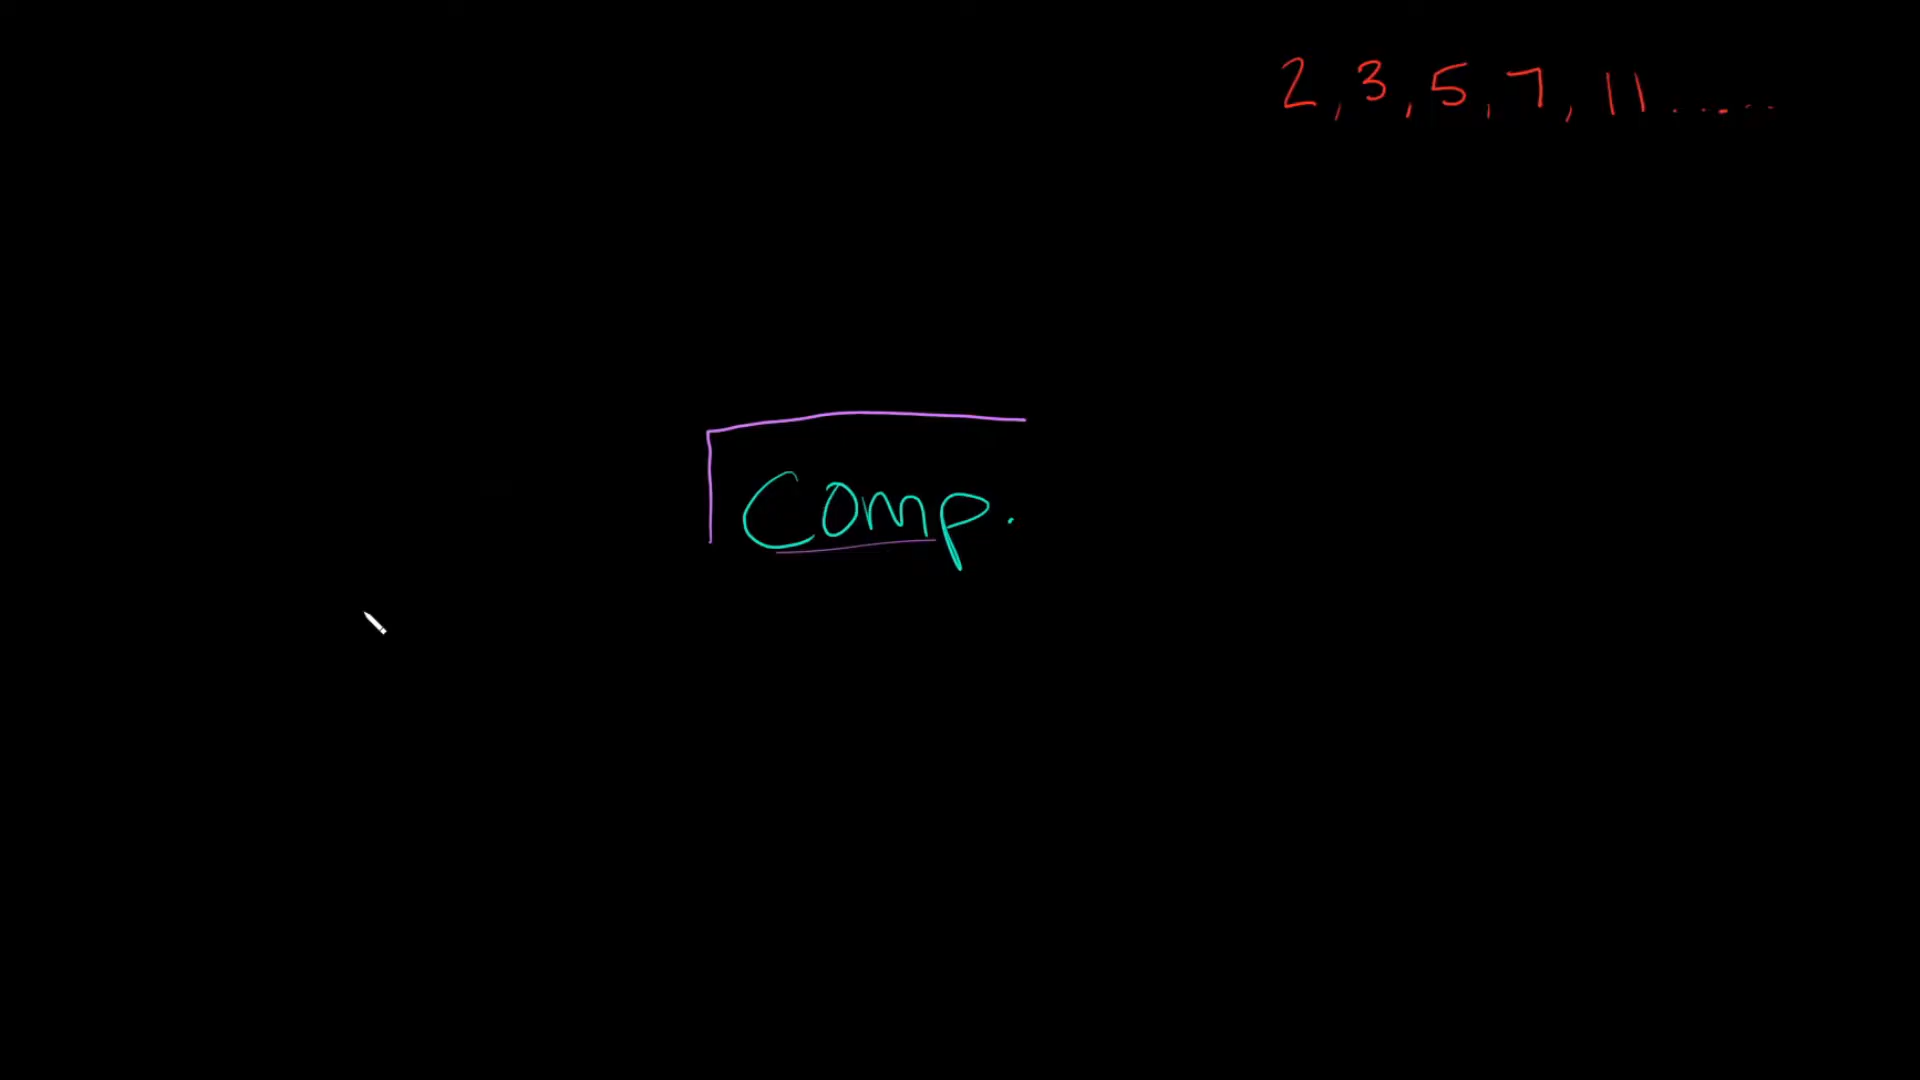 2, 3, 5, 7, 11.....
Comp.